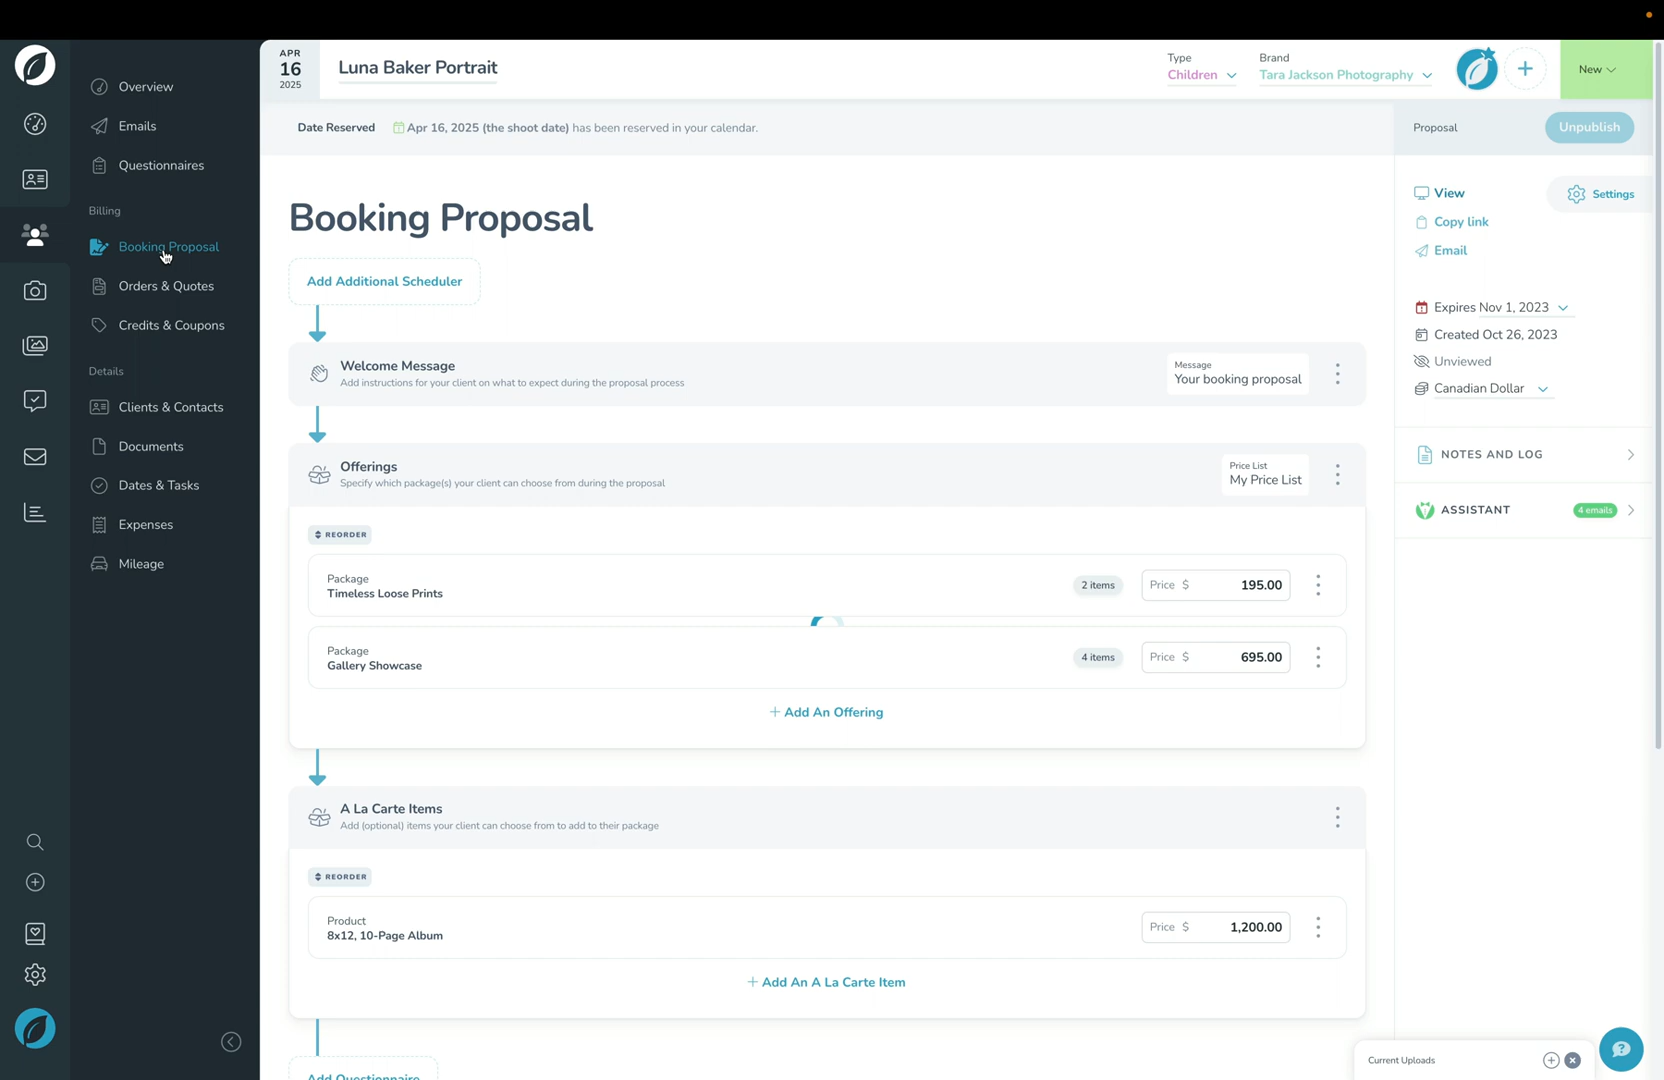 APR
16
2025
Luna Baker Portrait
Type
Children
Brand
Tara Jackson Photography
New
Overview
Emails
Questionnaires
Billing
Booking Proposal
Orders & Quotes
Credits & Coupons
Details
Clients & Contacts
Documents
Dates & Tasks
Expenses
Mileage
Date Reserved
Apr 16, 2025 (the shoot date) has been reserved in your calendar.
Booking Proposal
Add Additional Scheduler
Welcome Message
Add instructions for your client on what to expect during the proposal process
Message
Your booking proposal
Offerings
Specify which package(s) your client can choose from during the proposal
Price List
My Price List
REORDER
Package
Timeless Loose Prints
2 items
Price $ 195.00
Package
Gallery Showcase
4 items
Price $ 695.00
+ Add An Offering
A La Carte Items
Add (optional) items your client can choose from to add to their package
REORDER
Product
8x12, 10-Page Album
Price $ 1,200.00
+ Add An A La Carte Item
Add Questionnaire
Proposal
Unpublish
View
Settings
Copy link
Email
Expires Nov 1, 2023
Created Oct 26, 2023
Unviewed
Canadian Dollar
NOTES AND LOG
ASSISTANT
4 emails
Current Uploads